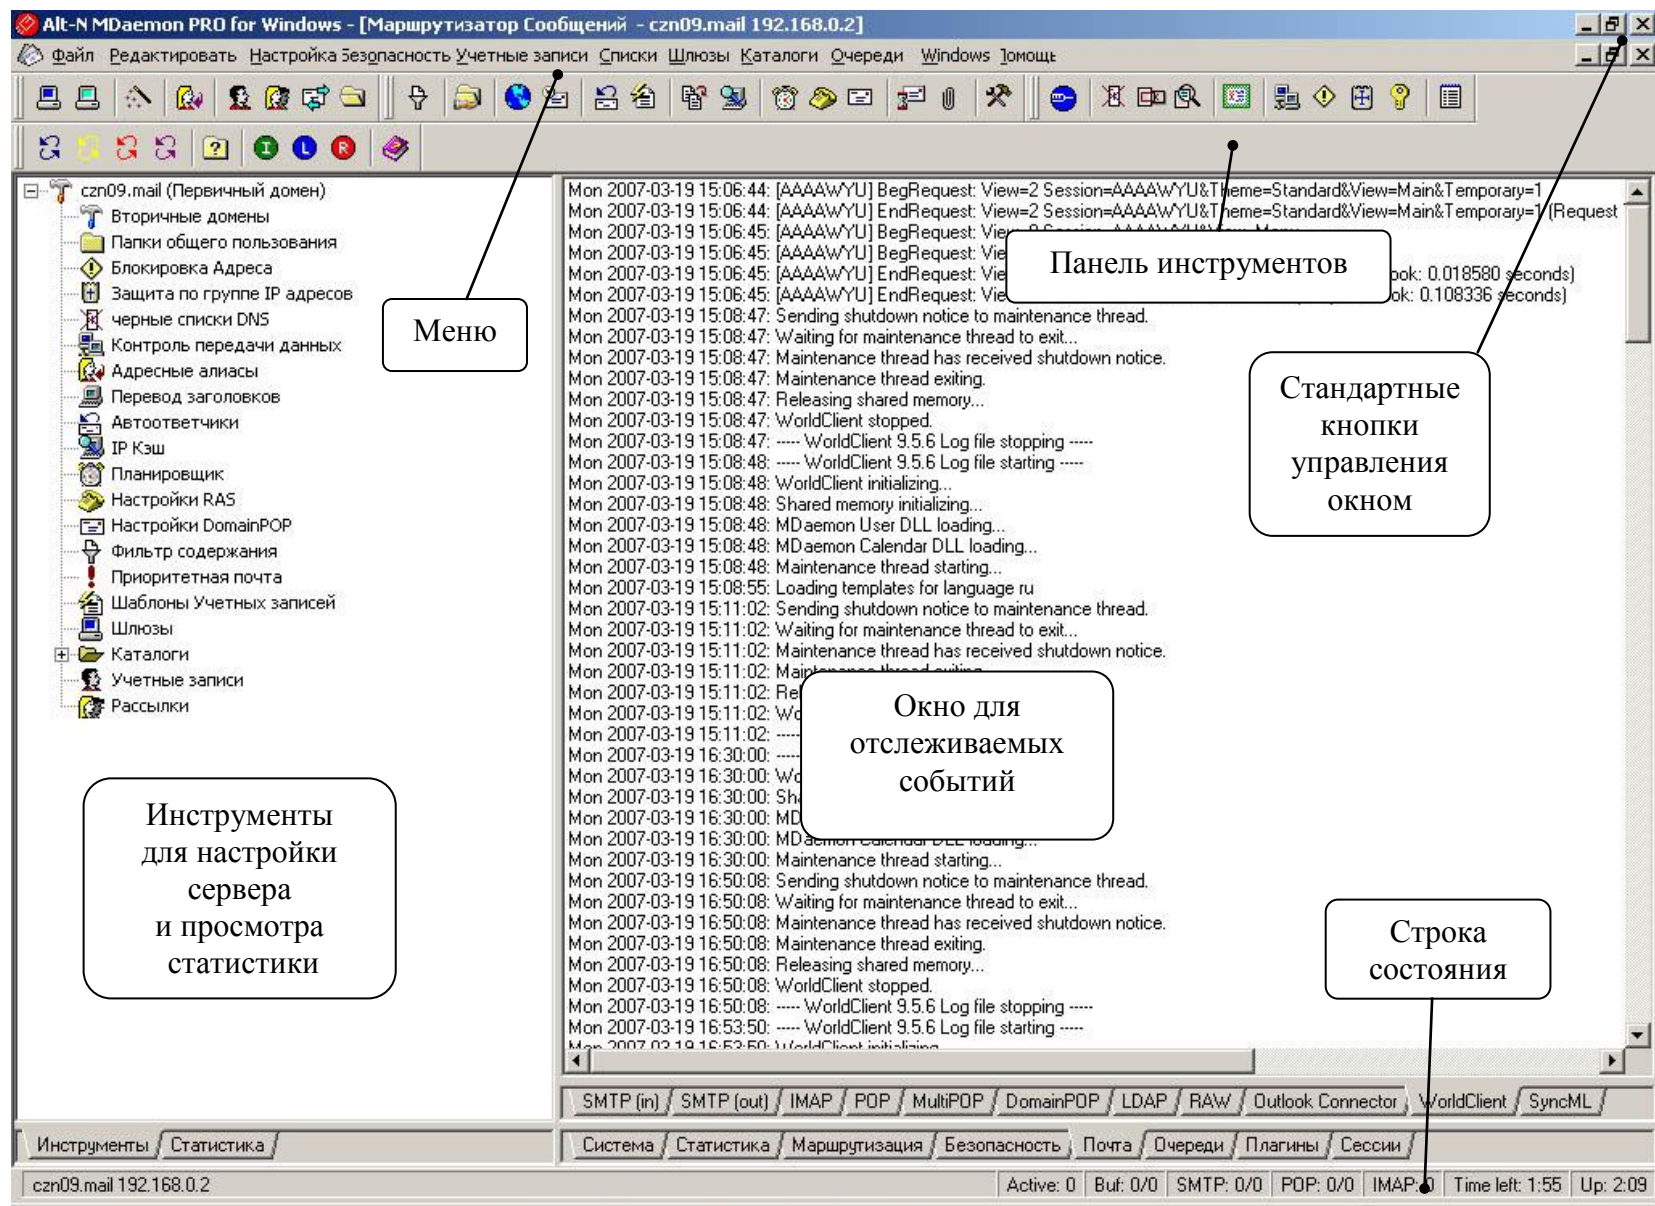 Alt-N MDaemon PRO for Windows - [Маршрутизатор Сообщений - czn09.mail 192.168.0.2]
Файл Редактировать Настройка Безопасность Учетные записи Списки Шлюзы Каталоги Очереди Windows Помощь
czn09.mail (Первичный домен)
Вторичные домены
Папки общего пользования
Блокировка Адреса
Защита по группе IP адресов
черные списки DNS
Контроль передачи данных
Адресные алиасы
Перевод заголовков
Автоответчики
IP Кэш
Планировщик
Настройки RAS
Настройки DomainPOP
Фильтр содержания
Приоритетная почта
Шаблоны Учетных записей
Шлюзы
Каталоги
Учетные записи
Рассылки
Инструменты
для настройки
сервера
и просмотра
статистики
Меню
Mon 2007-03-19 15:06:44: [AAAAWYU] BegRequest: View=2 Session=AAAAWYU&Theme=Standard&View=Main&Temporary=1
Mon 2007-03-19 15:06:44: [AAAAWYU] EndRequest: View=2 Session=AAAAWYU&Theme=Standard&View=Main&Temporary=1 (Request
Mon 2007-03-19 15:06:45: [AAAAWYU] BegRequest:
Mon 2007-03-19 15:06:45: [AAAAWYU] BegRequest: Vie
Mon 2007-03-19 15:06:45: [AAAAWYU] EndRequest: Vie ook: 0.018580 seconds)
Mon 2007-03-19 15:06:45: [AAAAWYU] EndRequest: Vie ok: 0.108336 seconds)
Mon 2007-03-19 15:08:47: Sending shutdown notice to maintenance thread.
Mon 2007-03-19 15:08:47: Waiting for maintenance thread to exit...
Mon 2007-03-19 15:08:47: Maintenance thread has received shutdown notice.
Mon 2007-03-19 15:08:47: Maintenance thread exiting.
Mon 2007-03-19 15:08:47: Releasing shared memory...
Mon 2007-03-19 15:08:47: WorldClient stopped.
Mon 2007-03-19 15:08:47: ----- WorldClient 9.5.6 Log file stopping -----
Mon 2007-03-19 15:08:48: ----- WorldClient 9.5.6 Log file starting -----
Mon 2007-03-19 15:08:48: WorldClient initializing...
Mon 2007-03-19 15:08:48: Shared memory initializing...
Mon 2007-03-19 15:08:48: MDaemon User DLL loading...
Mon 2007-03-19 15:08:48: MDaemon Calendar DLL loading...
Mon 2007-03-19 15:08:48: Maintenance thread starting...
Mon 2007-03-19 15:08:55: Loading templates for language ru
Mon 2007-03-19 15:11:02: Sending shutdown notice to maintenance thread.
Mon 2007-03-19 15:11:02: Waiting for maintenance thread to exit...
Mon 2007-03-19 15:11:02: Maintenance thread has received shutdown notice.
Mon 2007-03-19 15:11:02: Maintenance thread exiting.
Mon 2007-03-19 15:11:02: Rel
Mon 2007-03-19 15:11:02: Wo
Mon 2007-03-19 15:11:02: -----
Mon 2007-03-19 16:30:00: -----
Mon 2007-03-19 16:30:00: Wo
Mon 2007-03-19 16:30:00: Sha
Mon 2007-03-19 16:30:00: MD
Mon 2007-03-19 16:30:00: MDaemon Calendar DLL loading...
Mon 2007-03-19 16:30:00: Maintenance thread starting...
Mon 2007-03-19 16:50:08: Sending shutdown notice to maintenance thread.
Mon 2007-03-19 16:50:08: Waiting for maintenance thread to exit...
Mon 2007-03-19 16:50:08: Maintenance thread has received shutdown notice.
Mon 2007-03-19 16:50:08: Maintenance thread exiting.
Mon 2007-03-19 16:50:08: Releasing shared memory...
Mon 2007-03-19 16:50:08: WorldClient stopped.
Mon 2007-03-19 16:50:08: ----- WorldClient 9.5.6 Log file stopping -----
Mon 2007-03-19 16:53:50: ----- WorldClient 9.5.6 Log file starting -----
Mon 2007-03-19 16:53:50: WorldClient initializing
Панель инструментов
Стандартные
кнопки
управления
окном
Окно для
отслеживаемых
событий
Строка
состояния
SMTP (in) SMTP (out) IMAP POP MultiPOP DomainPOP LDAP RAW Outlook Connector WorldClient SyncML
Инструменты Статистика
Система Статистика Маршрутизация Безопасность Почта Очереди Плагины Сессии
czn09.mail 192.168.0.2
Active: 0 Buf: 0/0 SMTP: 0/0 POP: 0/0 IMAP: 0 Time left: 1:55 Up: 2:09